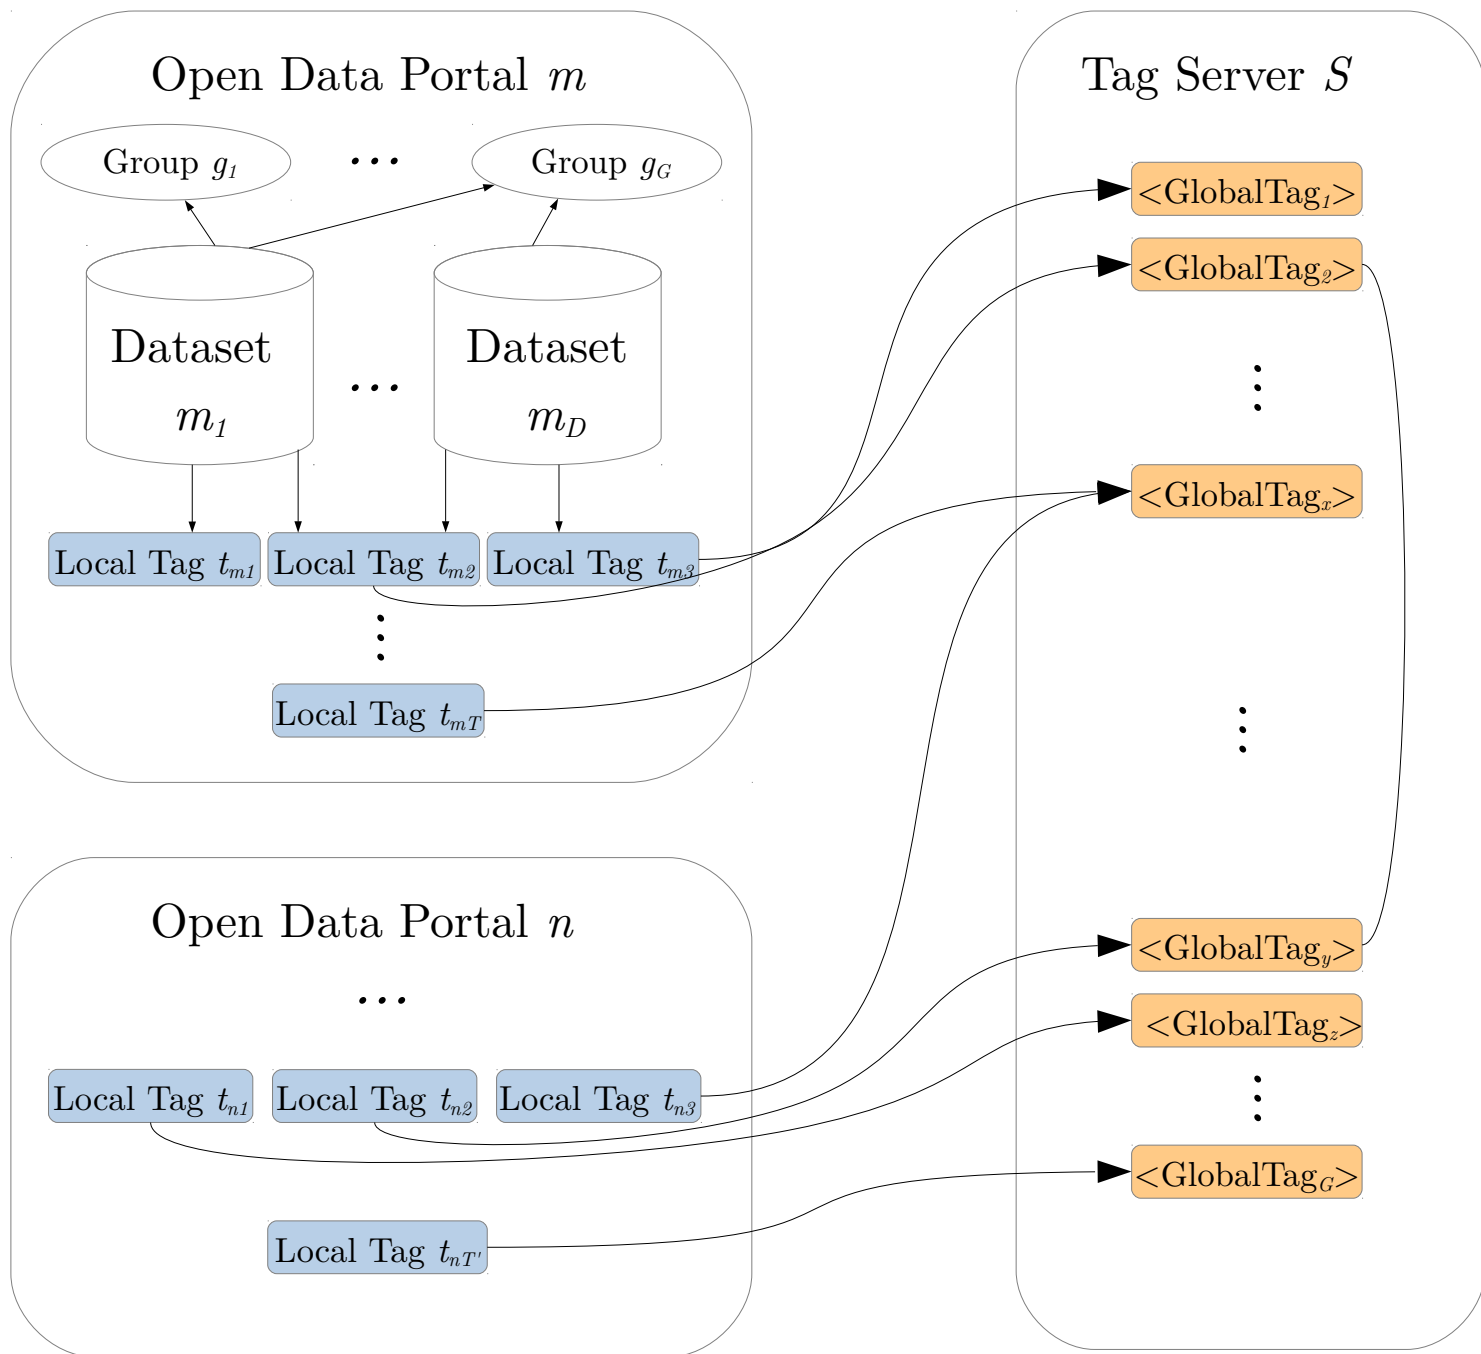 Open Data Portal m
Group g1
...
Group gG
Dataset
m1
...
Dataset
mD
Local Tag tm1
Local Tag tm2
Local Tag tm3
Local Tag tmT
Open Data Portal n
...
Local Tag tn1
Local Tag tn2
Local Tag tn3
Local Tag tnT'
Tag Server S
<GlobalTag1>
<GlobalTag2>
<GlobalTagx>
<GlobalTagy>
<GlobalTagz>
<GlobalTagG>